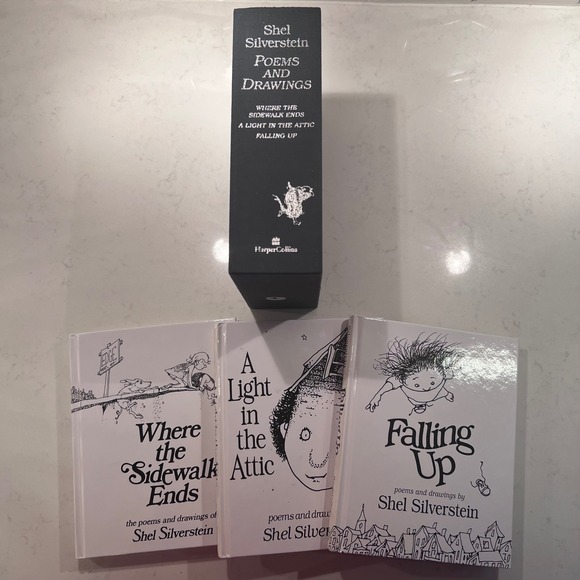 Shel
Silverstein
POEMS
AND
DRAWINGS
WHERE THE
SIDEWALK ENDS
A LIGHT IN THE ATTIC
FALLING UP
HarperCollins
Where
the
Sidewalk
Ends
the poems and drawings of
Shel Silverstein
A
Light
in
the
Attic
poems and draw
Shel Silver
Falling
Up
poems and drawings by
Shel Silverstein